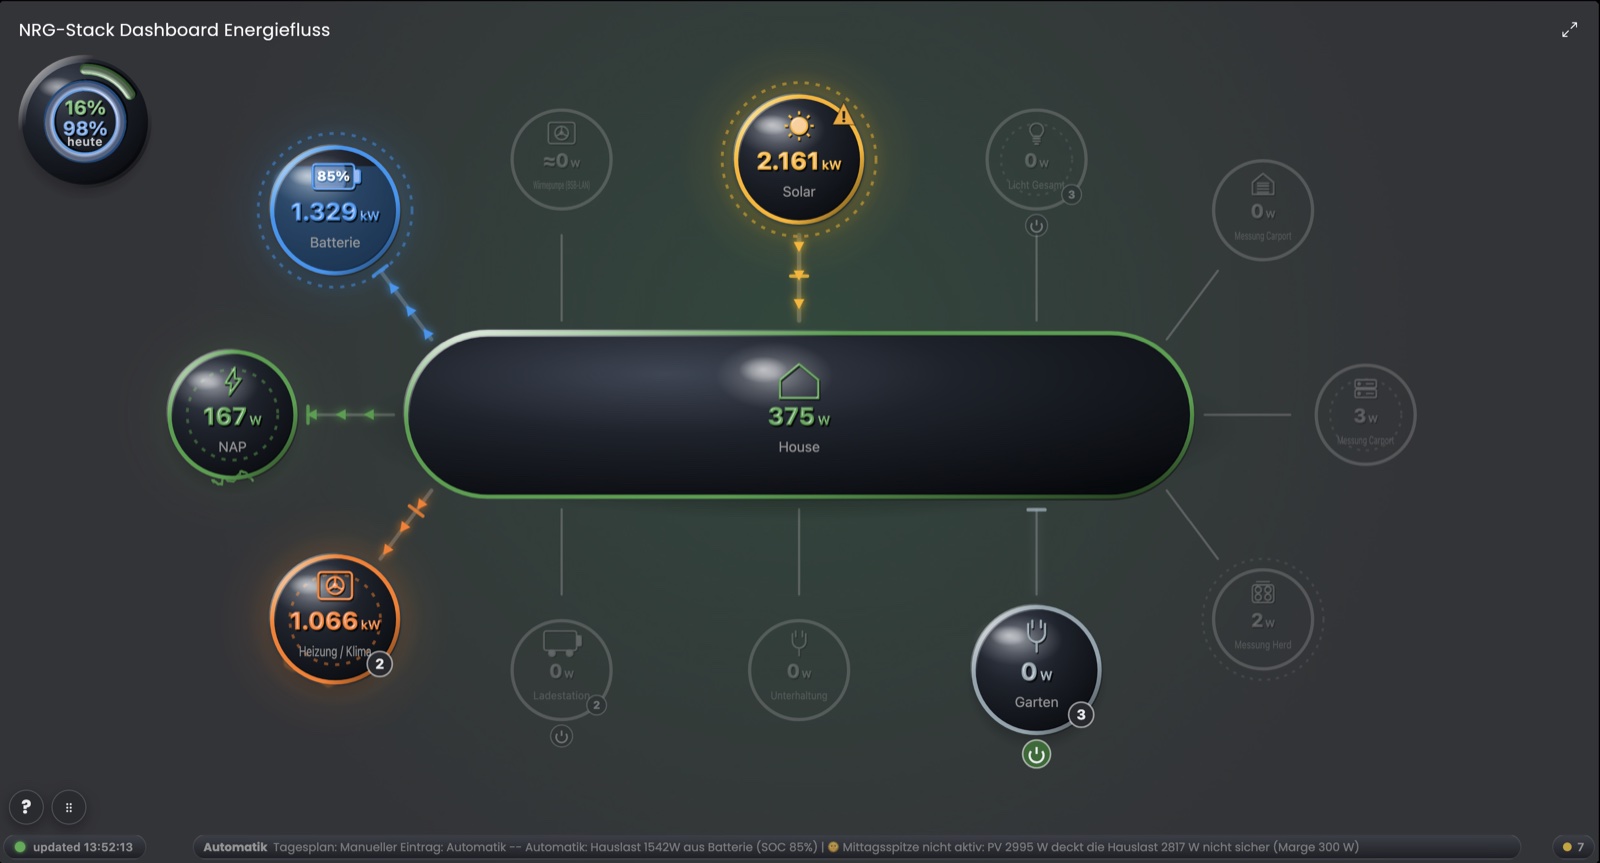 NRG-Stack Dashboard Energiefluss
16%
98%
heute
85%
1.329 kW
Batterie
≈0 W
Wärmepumpe (BSB-LAN)
2.161 kW
Solar
0 W
Licht Gesamt
3
0 W
Messung Carport
167 W
NAP
375 W
House
3 W
Messung Carport
1.066 kW
Heizung / Klima
2
0 W
Ladestation
2
0 W
Unterhaltung
0 W
Garten
3
2 W
Messung Herd
?
updated 13:52:13
Automatik Tagesplan: Manueller Eintrag: Automatik -- Automatik: Hauslast 1542W aus Batterie (SOC 85%) | Mittagsspitze nicht aktiv: PV 2995 W deckt die Hauslast 2817 W nicht sicher (Marge 300 W)
7